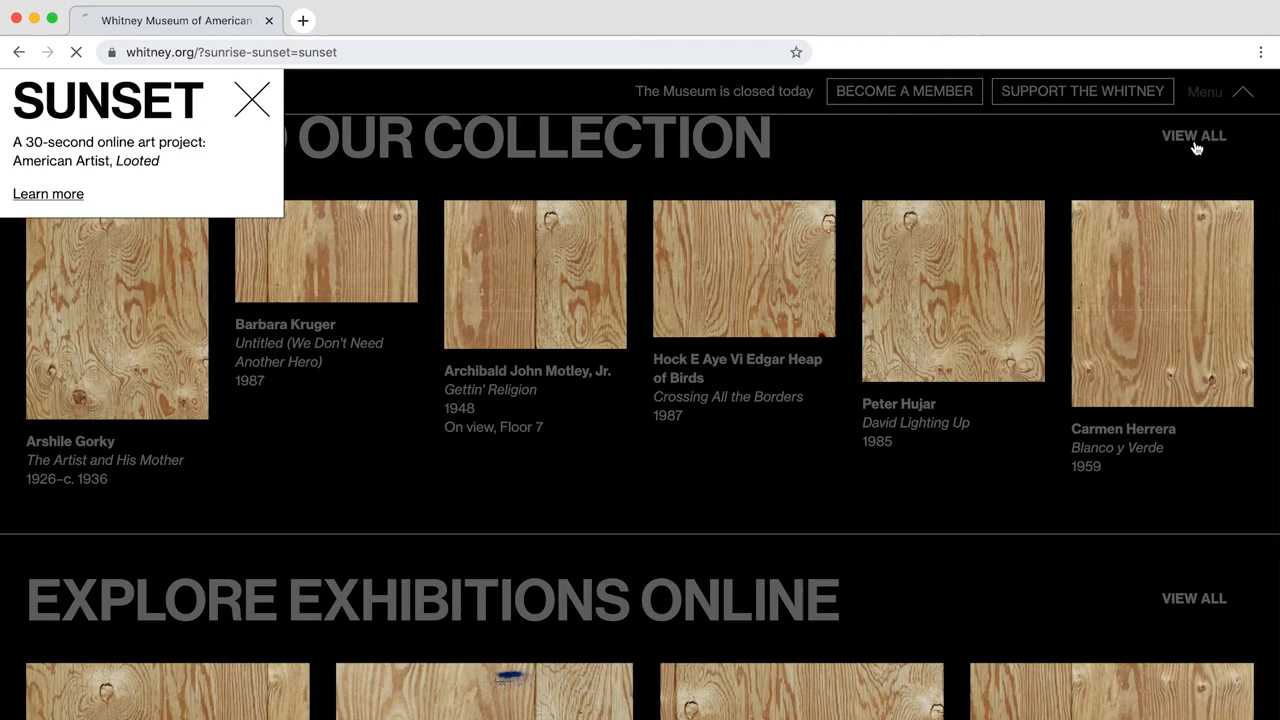 Whitney Museum of American
whitney.org/?sunrise-sunset=sunset
SUNSET
A 30-second online art project:
American Artist, Looted
Learn more
The Museum is closed today
BECOME A MEMBER
SUPPORT THE WHITNEY
Menu
OUR COLLECTION
VIEW ALL
Arshile Gorky
The Artist and His Mother
1926–c. 1936
Barbara Kruger
Untitled (We Don't Need
Another Hero)
1987
Archibald John Motley, Jr.
Gettin' Religion
1948
On view, Floor 7
Hock E Aye Vi Edgar Heap
of Birds
Crossing All the Borders
1987
Peter Hujar
David Lighting Up
1985
Carmen Herrera
Blanco y Verde
1959
EXPLORE EXHIBITIONS ONLINE
VIEW ALL